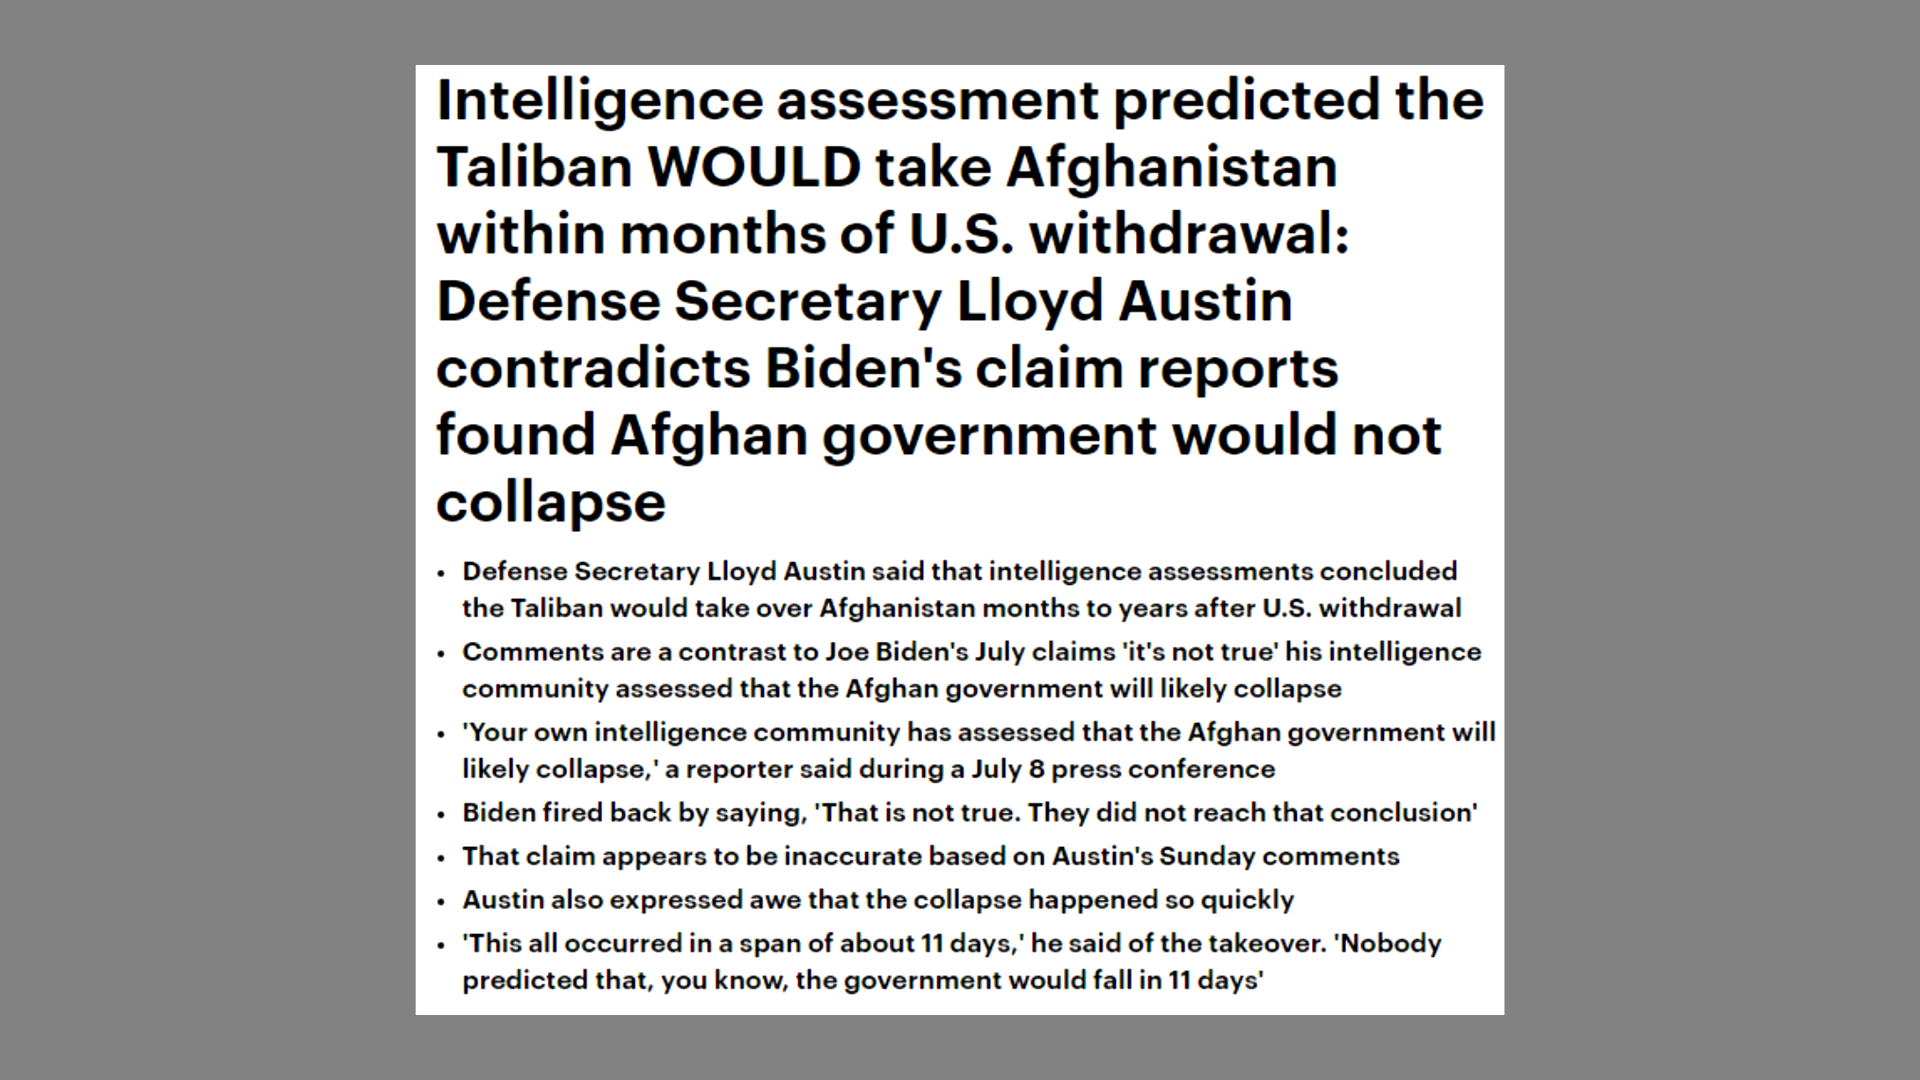 Intelligence assessment predicted the
Taliban WOULD take Afghanistan
within months of U.S. withdrawal:
Defense Secretary Lloyd Austin
contradicts Biden's claim reports
found Afghan government would not
collapse
• Defense Secretary Lloyd Austin said that intelligence assessments concluded
the Taliban would take over Afghanistan months to years after U.S. withdrawal
• Comments are a contrast to Joe Biden's July claims 'it's not true' his intelligence
community assessed that the Afghan government will likely collapse
• 'Your own intelligence community has assessed that the Afghan government will
likely collapse,' a reporter said during a July 8 press conference
• Biden fired back by saying, 'That is not true. They did not reach that conclusion'
• That claim appears to be inaccurate based on Austin's Sunday comments
• Austin also expressed awe that the collapse happened so quickly
• 'This all occurred in a span of about 11 days,' he said of the takeover. 'Nobody
predicted that, you know, the government would fall in 11 days'